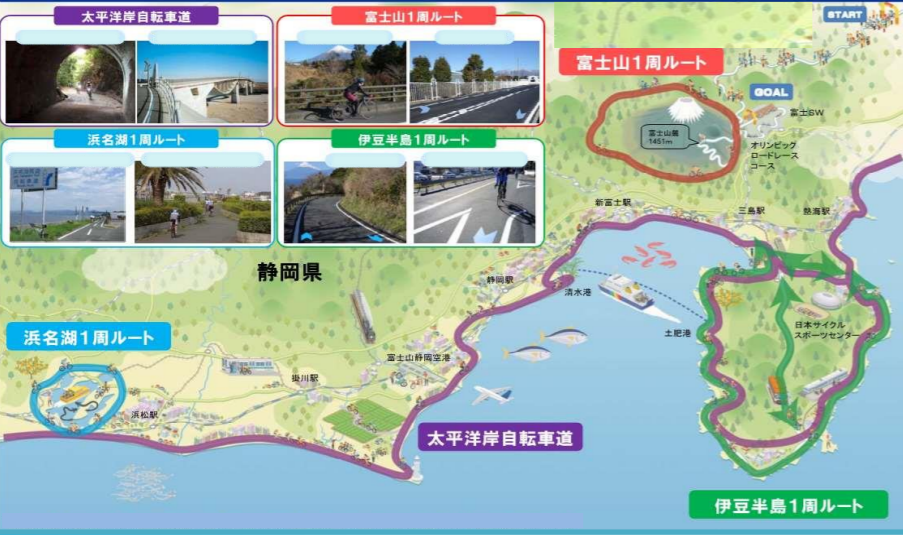 太平洋岸自転車道
富士山1周ルート
浜名湖1周ルート
伊豆半島1周ルート
START
富士山1周ルート
GOAL
富士SW
富士山麓
1451m
オリンピック
ロードレース
コース
新富士駅
三島駅
熱海駅
静岡県
静岡駅
清水港
土肥港
日本サイクル
スポーツセンター
浜名湖1周ルート
富士山静岡空港
掛川駅
浜松駅
太平洋岸自転車道
伊豆半島1周ルート